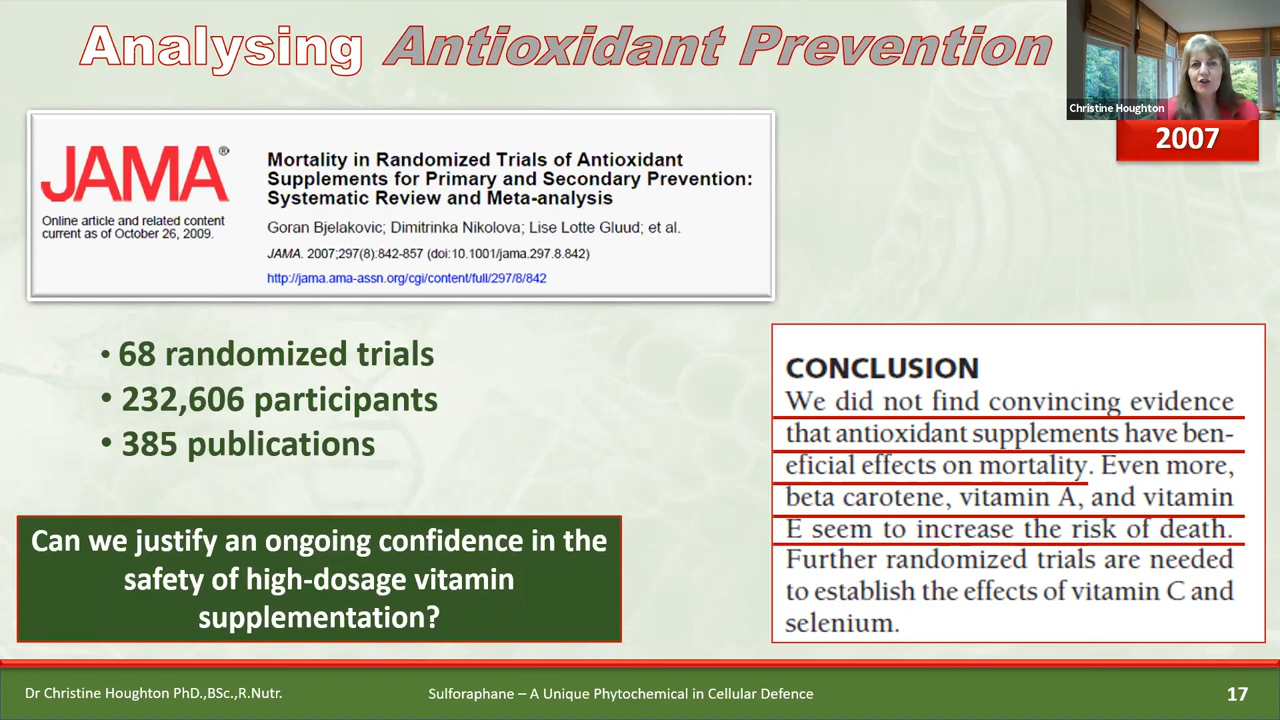 Analysing Antioxidant Prevention
Christine Houghton
2007
JAMA®
Online article and related content
current as of October 26, 2009.
Mortality in Randomized Trials of Antioxidant
Supplements for Primary and Secondary Prevention:
Systematic Review and Meta-analysis
Goran Bjelakovic; Dimitrinka Nikolova; Lise Lotte Gluud; et al.
JAMA. 2007;297(8):842-857 (doi:10.1001/jama.297.8.842)
http://jama.ama-assn.org/cgi/content/full/297/8/842
• 68 randomized trials
• 232,606 participants
• 385 publications
Can we justify an ongoing confidence in the
safety of high-dosage vitamin
supplementation?
CONCLUSION
We did not find convincing evidence
that antioxidant supplements have ben-
eficial effects on mortality. Even more,
beta carotene, vitamin A, and vitamin
E seem to increase the risk of death.
Further randomized trials are needed
to establish the effects of vitamin C and
selenium.
Dr Christine Houghton PhD.,BSc.,R.Nutr.
Sulforaphane – A Unique Phytochemical in Cellular Defence
17